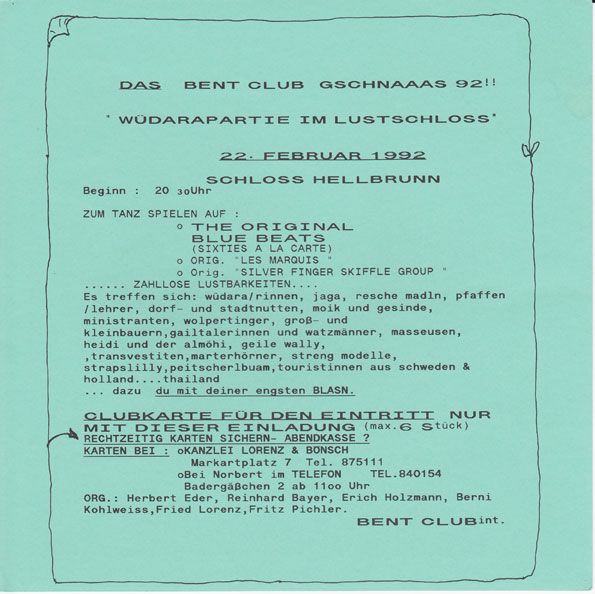 DAS BENT CLUB GSCHNAAAS 92!!
" WÜDARAPARTIE IM LUSTSCHLOSS"
22. FEBRUAR 1992
SCHLOSS HELLBRUNN
Beginn : 20 30Uhr
ZUM TANZ SPIELEN AUF :
o THE ORIGINAL
BLUE BEATS
(SIXTIES A LA CARTE)
o ORIG. "LES MARQUIS "
o Orig. "SILVER FINGER SKIFFLE GROUP "
...... ZAHLLOSE LUSTBARKEITEN....
Es treffen sich: wüdara/rinnen, jaga, resche madln, pfaffen
/lehrer, dorf- und stadtnutten, moik und gesinde,
ministranten, wolpertinger, groß- und
kleinbauern,gailtalerinnen und watzmänner, masseusen,
heidi und der almöhi, geile wally,
,transvestiten,marterhörner, streng modelle,
strapslilly,peitscherlbuam,touristinnen aus schweden &
holland....thailand
... dazu du mit deiner engsten BLASN.
CLUBKARTE FÜR DEN EINTRITT NUR
MIT DIESER EINLADUNG (max.6 Stück)
RECHTZEITIG KARTEN SICHERN- ABENDKASSE ?
KARTEN BEI : oKANZLEI LORENZ & BÖNSCH
Markartplatz 7 Tel. 875111
oBei Norbert im TELEFON TEL.840154
Badergäßchen 2 ab 11oo Uhr
ORG.: Herbert Eder, Reinhard Bayer, Erich Holzmann, Berni
Kohlweiss,Fried Lorenz,Fritz Pichler.
BENT CLUBint.